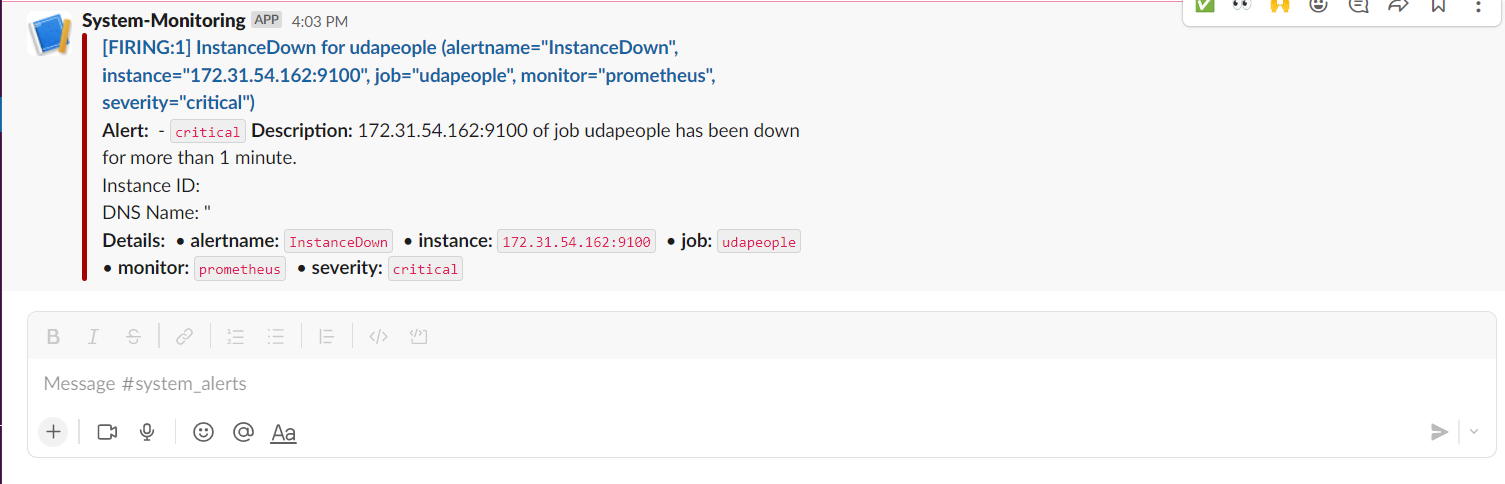 System-Monitoring APP 4:03 PM
[FIRING:1] InstanceDown for udapeople (alertname="InstanceDown",
instance="172.31.54.162:9100", job="udapeople", monitor="prometheus",
severity="critical")
Alert: - critical Description: 172.31.54.162:9100 of job udapeople has been down
for more than 1 minute.
Instance ID:
DNS Name: "
Details: • alertname: InstanceDown • instance: 172.31.54.162:9100 • job: udapeople
• monitor: prometheus • severity: critical
Message #system_alerts
Aa